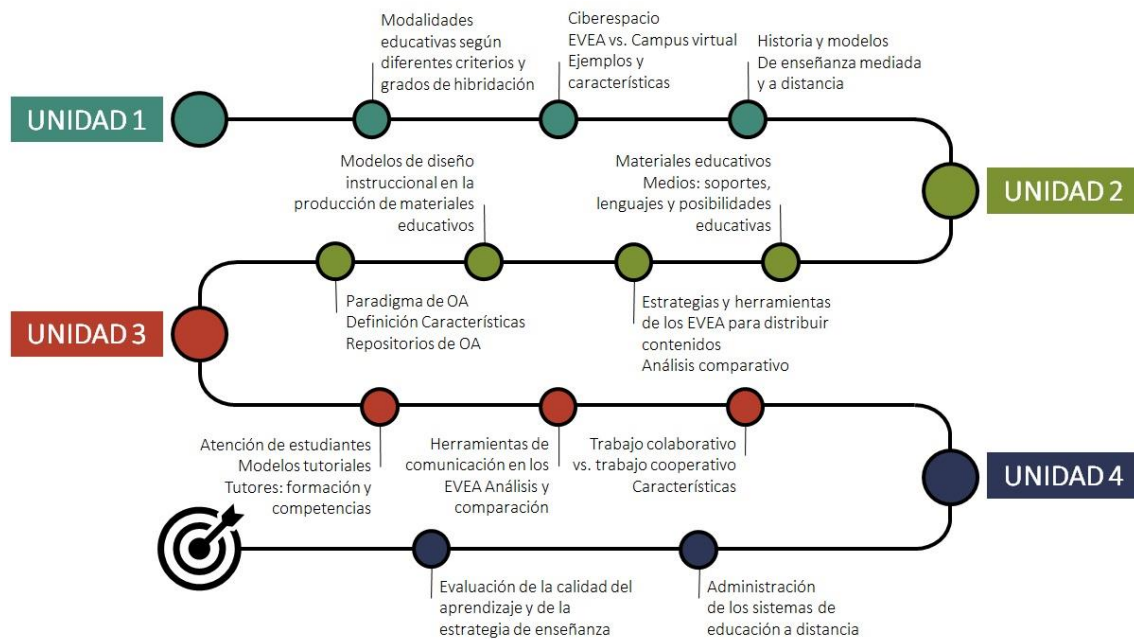 UNIDAD 1
Modalidades
educativas según
diferentes criterios y
grados de hibridación
Ciberespacio
EVEA vs. Campus virtual
Ejemplos y
características
Historia y modelos
De enseñanza mediada
y a distancia
UNIDAD 2
Materiales educativos
Medios: soportes,
lenguajes y posibilidades
educativas
Estrategias y herramientas
de los EVEA para distribuir
contenidos
Análisis comparativo
Modelos de diseño
instruccional en la
producción de materiales
educativos
Paradigma de OA
Definición Características
Repositorios de OA
UNIDAD 3
Atención de estudiantes
Modelos tutoriales
Tutores: formación y
competencias
Herramientas de
comunicación en los
EVEA Análisis y
comparación
Trabajo colaborativo
vs. trabajo cooperativo
Características
UNIDAD 4
Administración
de los sistemas de
educación a distancia
Evaluación de la calidad del
aprendizaje y de la
estrategia de enseñanza